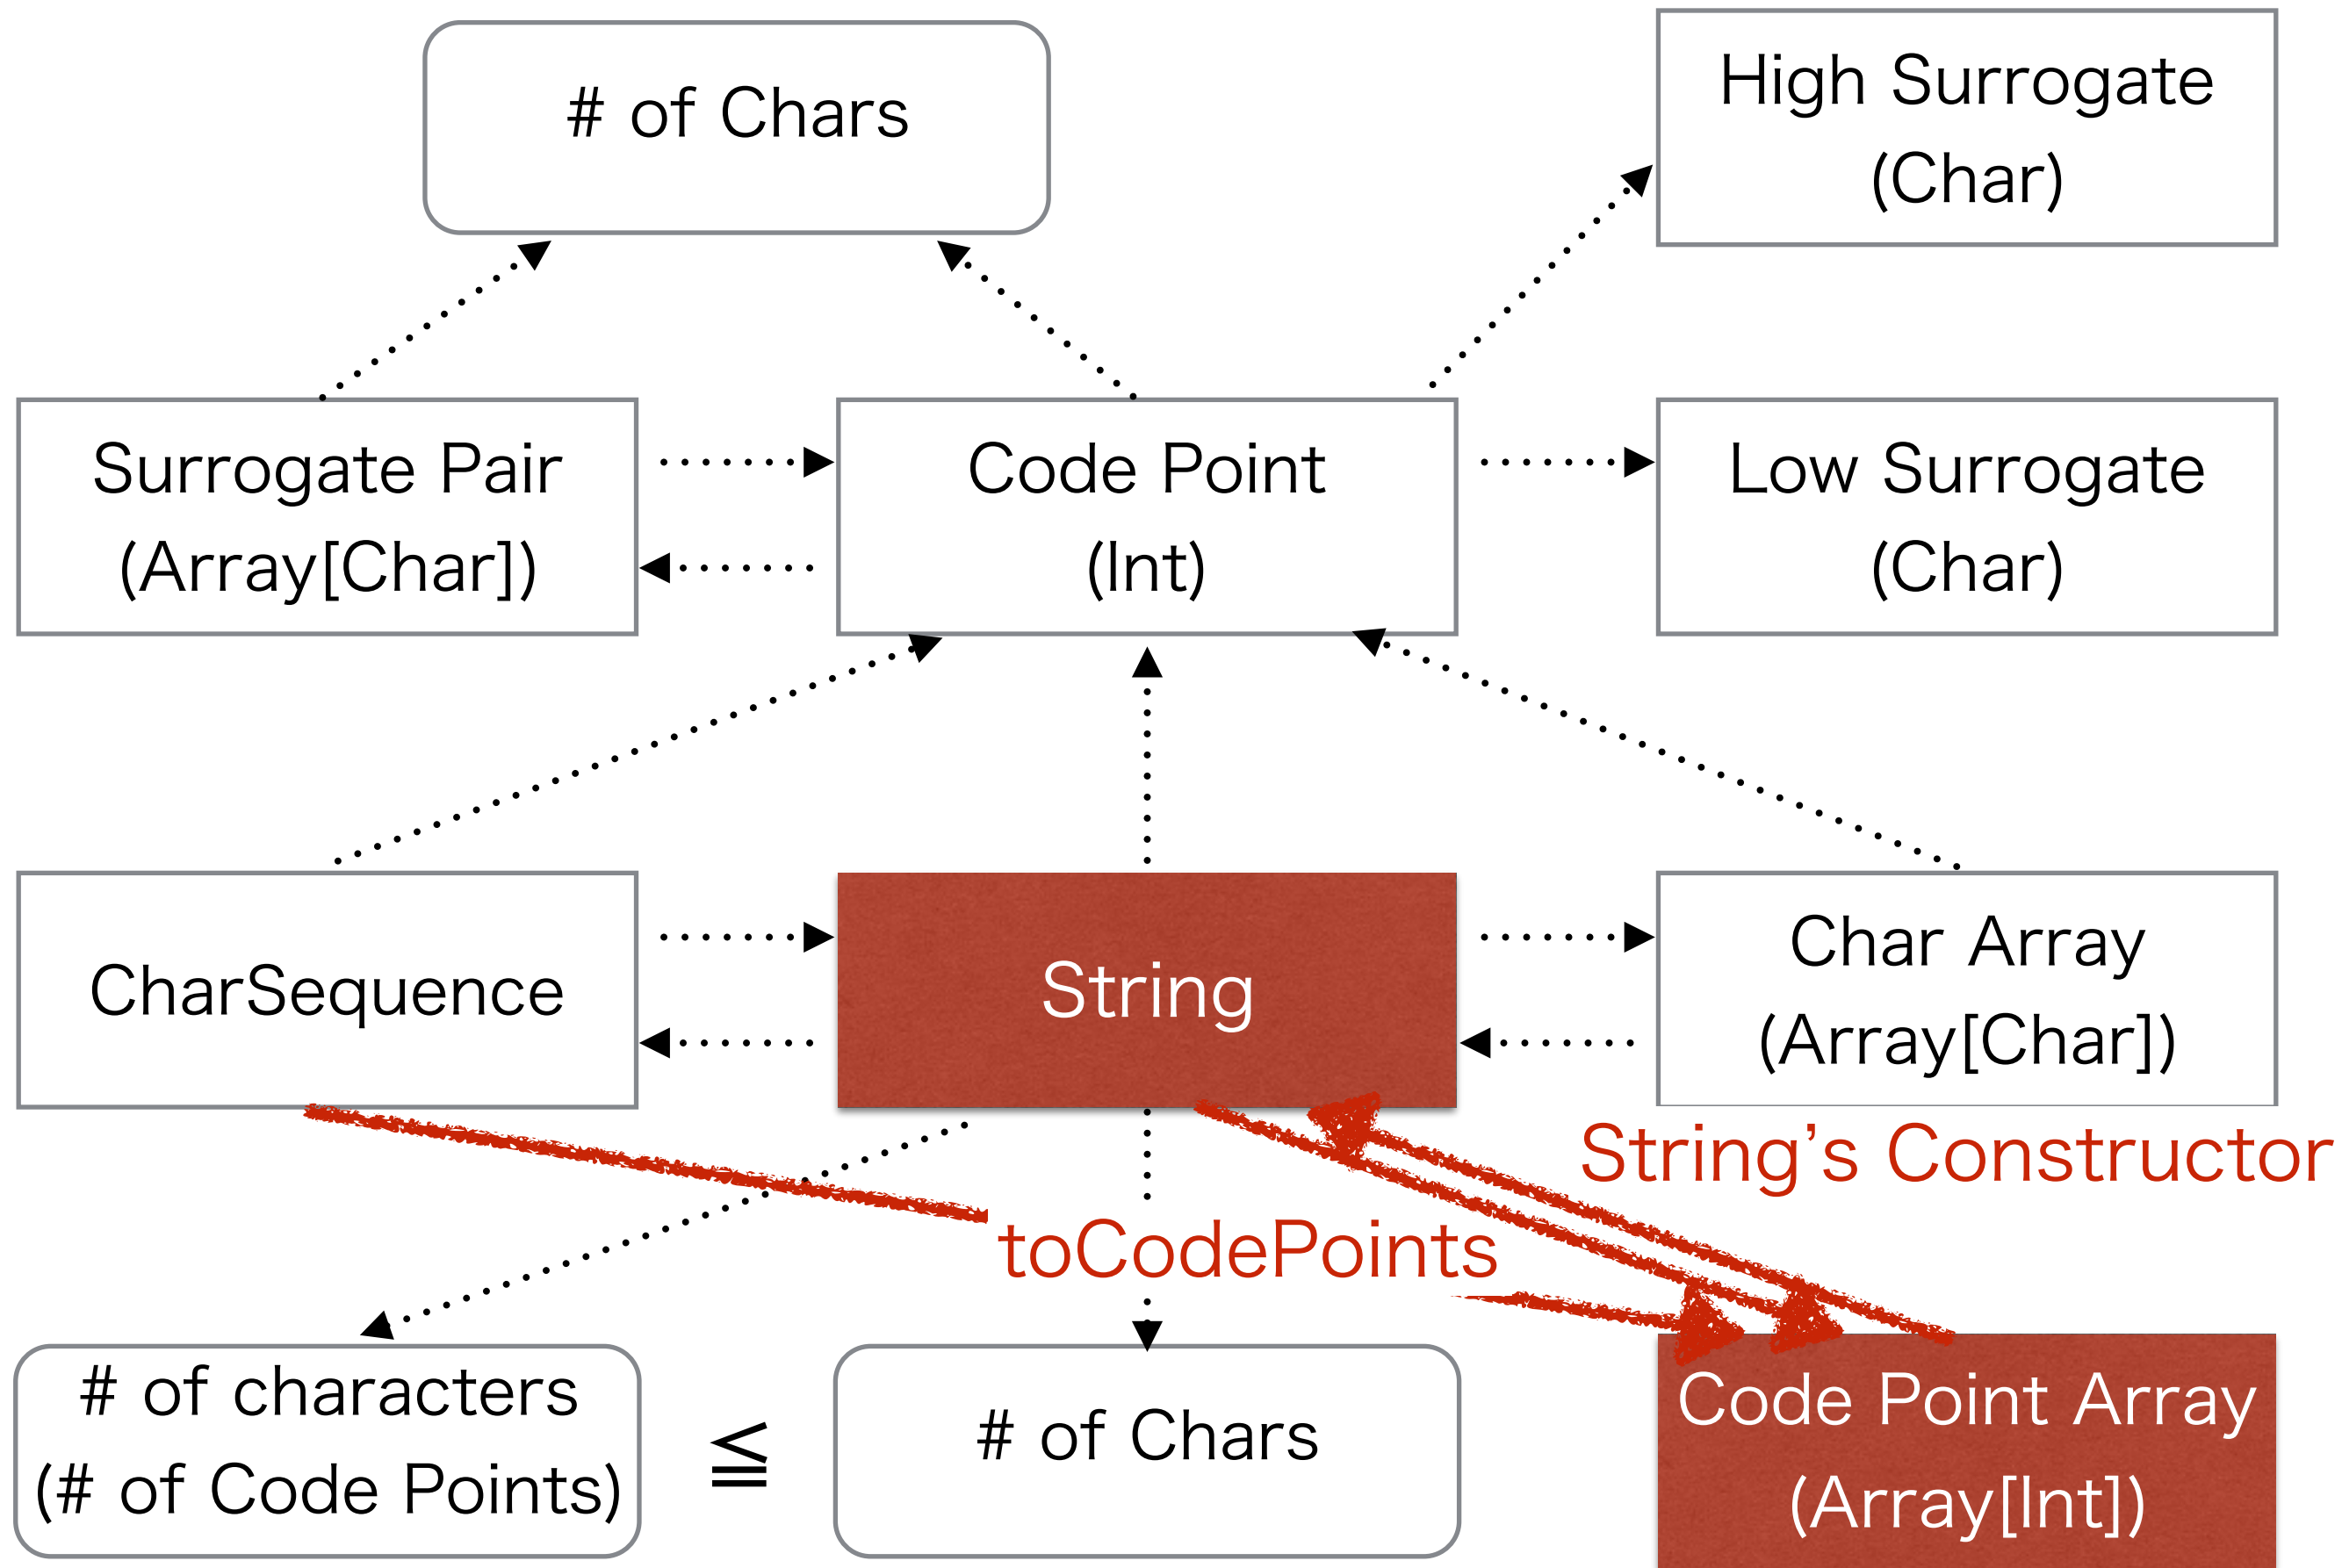 # of Chars
High Surrogate
(Char)
Surrogate Pair
(Array[Char])
Code Point
(Int)
Low Surrogate
(Char)
CharSequence
String
Char Array
(Array[Char])
String’s Constructor
toCodePoints
# of characters
(# of Code Points)
≦
# of Chars
Code Point Array
(Array[Int])